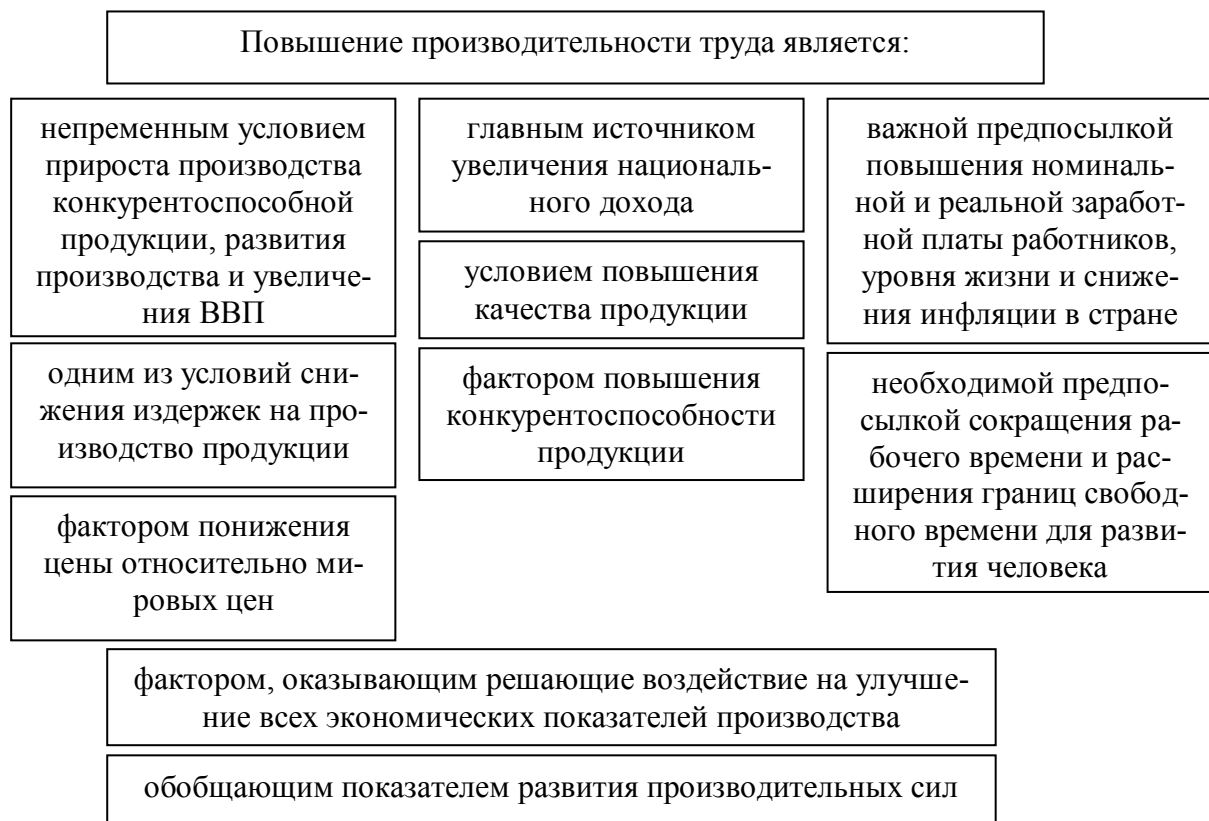 Повышение производительности труда является:
непременным условием
прироста производства
конкурентоспособной
продукции, развития
производства и увеличе-
ния ВВП
одним из условий сни-
жения издержек на про-
изводство продукции
фактором понижения
цены относительно ми-
ровых цен
главным источником
увеличения националь-
ного дохода
условием повышения
качества продукции
фактором повышения
конкурентоспособности
продукции
важной предпосылкой
повышения номиналь-
ной и реальной заработ-
ной платы работников,
уровня жизни и сниже-
ния инфляции в стране
необходимой предпо-
сылкой сокращения ра-
бочего времени и рас-
ширения границ свобод-
ного времени для разви-
тия человека
фактором, оказывающим решающие воздействие на улучше-
ние всех экономических показателей производства
обобщающим показателем развития производительных сил